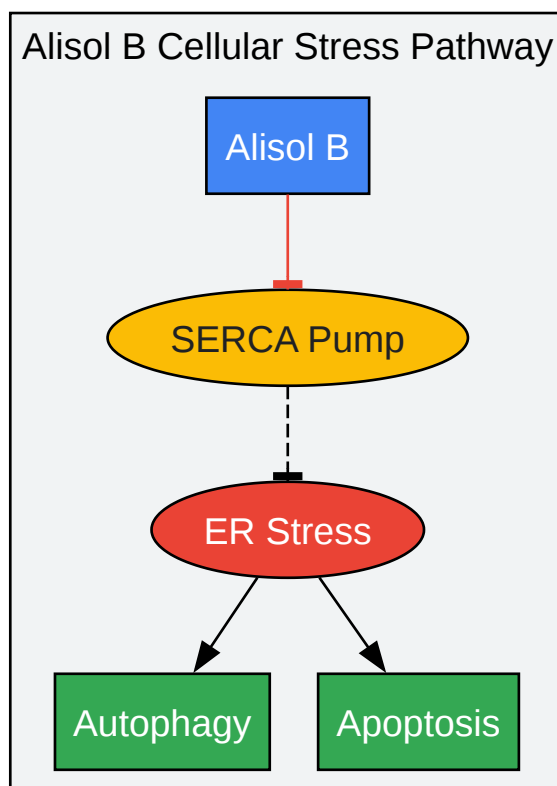 Alisol B Cellular Stress Pathway
Alisol B
SERCA Pump
ER Stress
Autophagy
Apoptosis